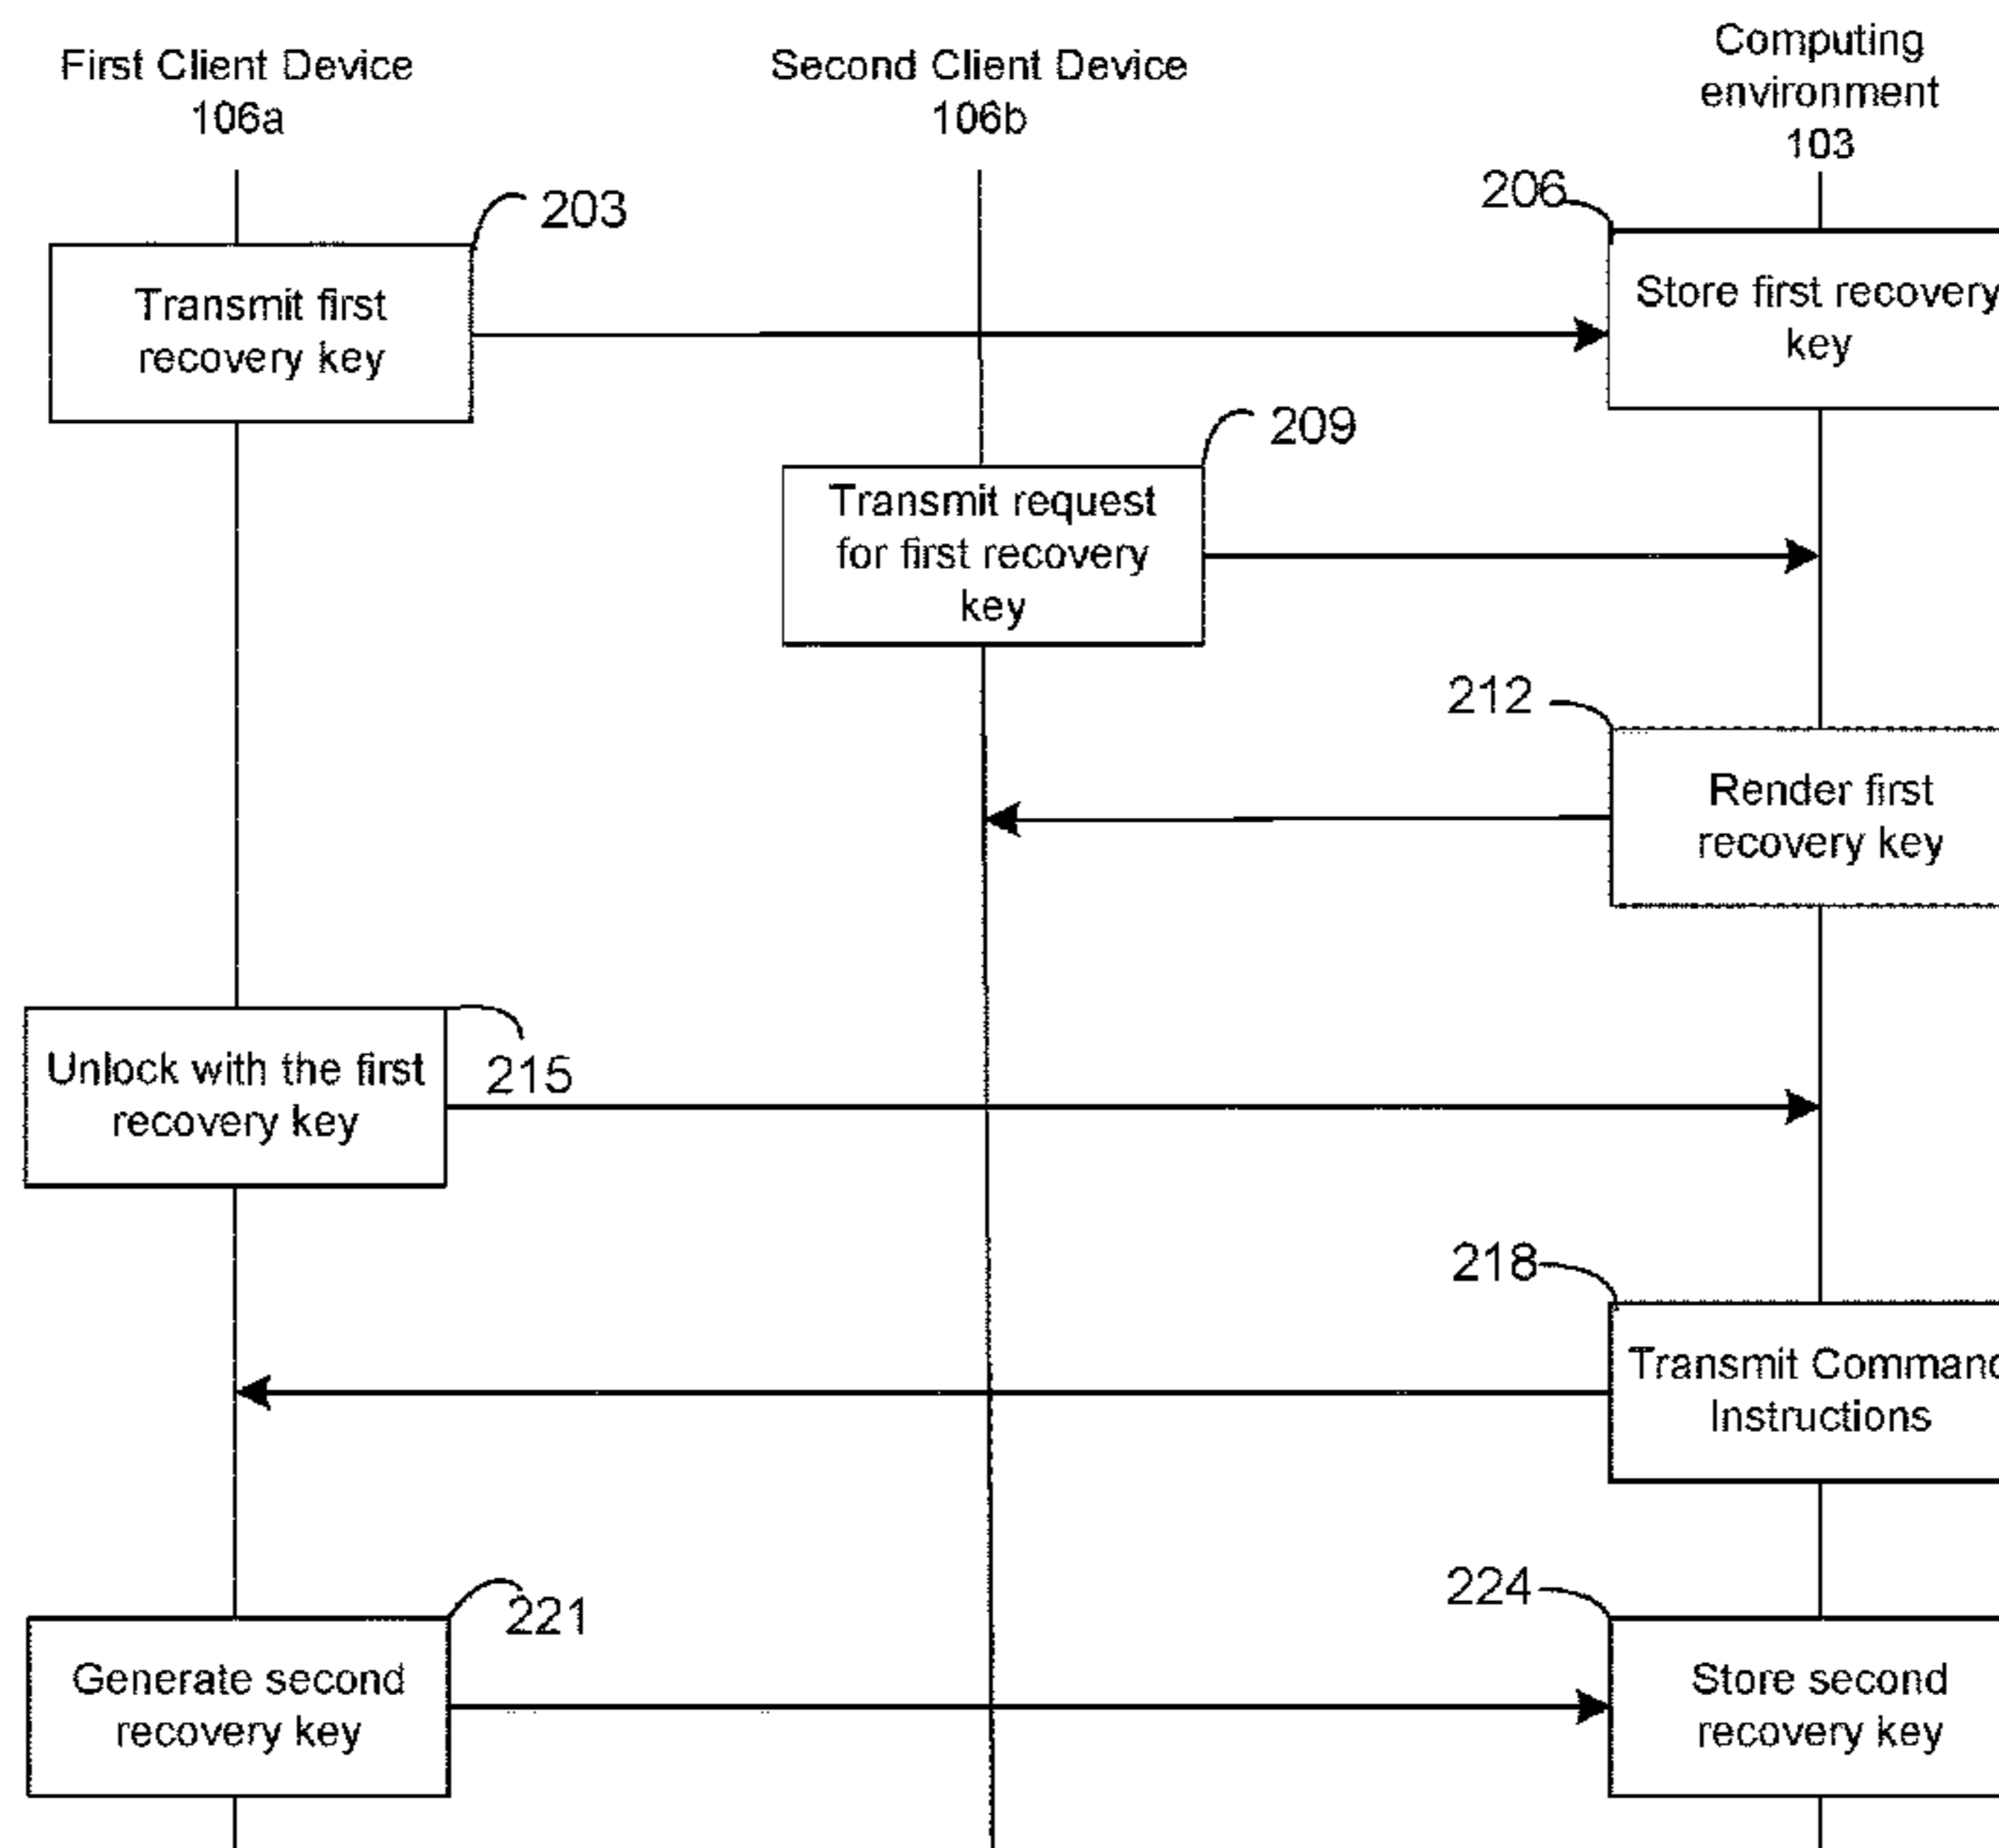 First Client Device
106a
Second Client Device
106b
Computing
environment
103
203
Transmit first
recovery key
206
Store first recovery
key
209
Transmit request
for first recovery
key
212
Render first
recovery key
Unlock with the first
recovery key
215
218
Transmit Command
Instructions
221
Generate second
recovery key
224
Store second
recovery key